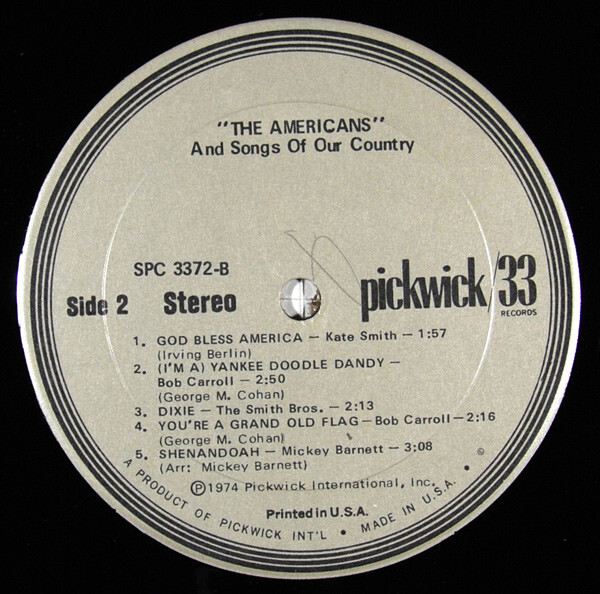 "THE AMERICANS"
And Songs Of Our Country
SPC 3372-B
Side 2 Stereo
pickwick/33
RECORDS
1. GOD BLESS AMERICA — Kate Smith — 1:57
(Irving Berlin)
2. (I'M A) YANKEE DOODLE DANDY —
Bob Carroll — 2:50
(George M. Cohan)
3. DIXIE — The Smith Bros. — 2:13
4. YOU'RE A GRAND OLD FLAG — Bob Carroll — 2:16
(George M. Cohan)
5. SHENANDOAH — Mickey Barnett — 3:08
(Arr: Mickey Barnett)
Ⓟ 1974 Pickwick International, Inc.
Printed in U.S.A.
A PRODUCT OF PICKWICK INT'L • MADE IN U.S.A. •